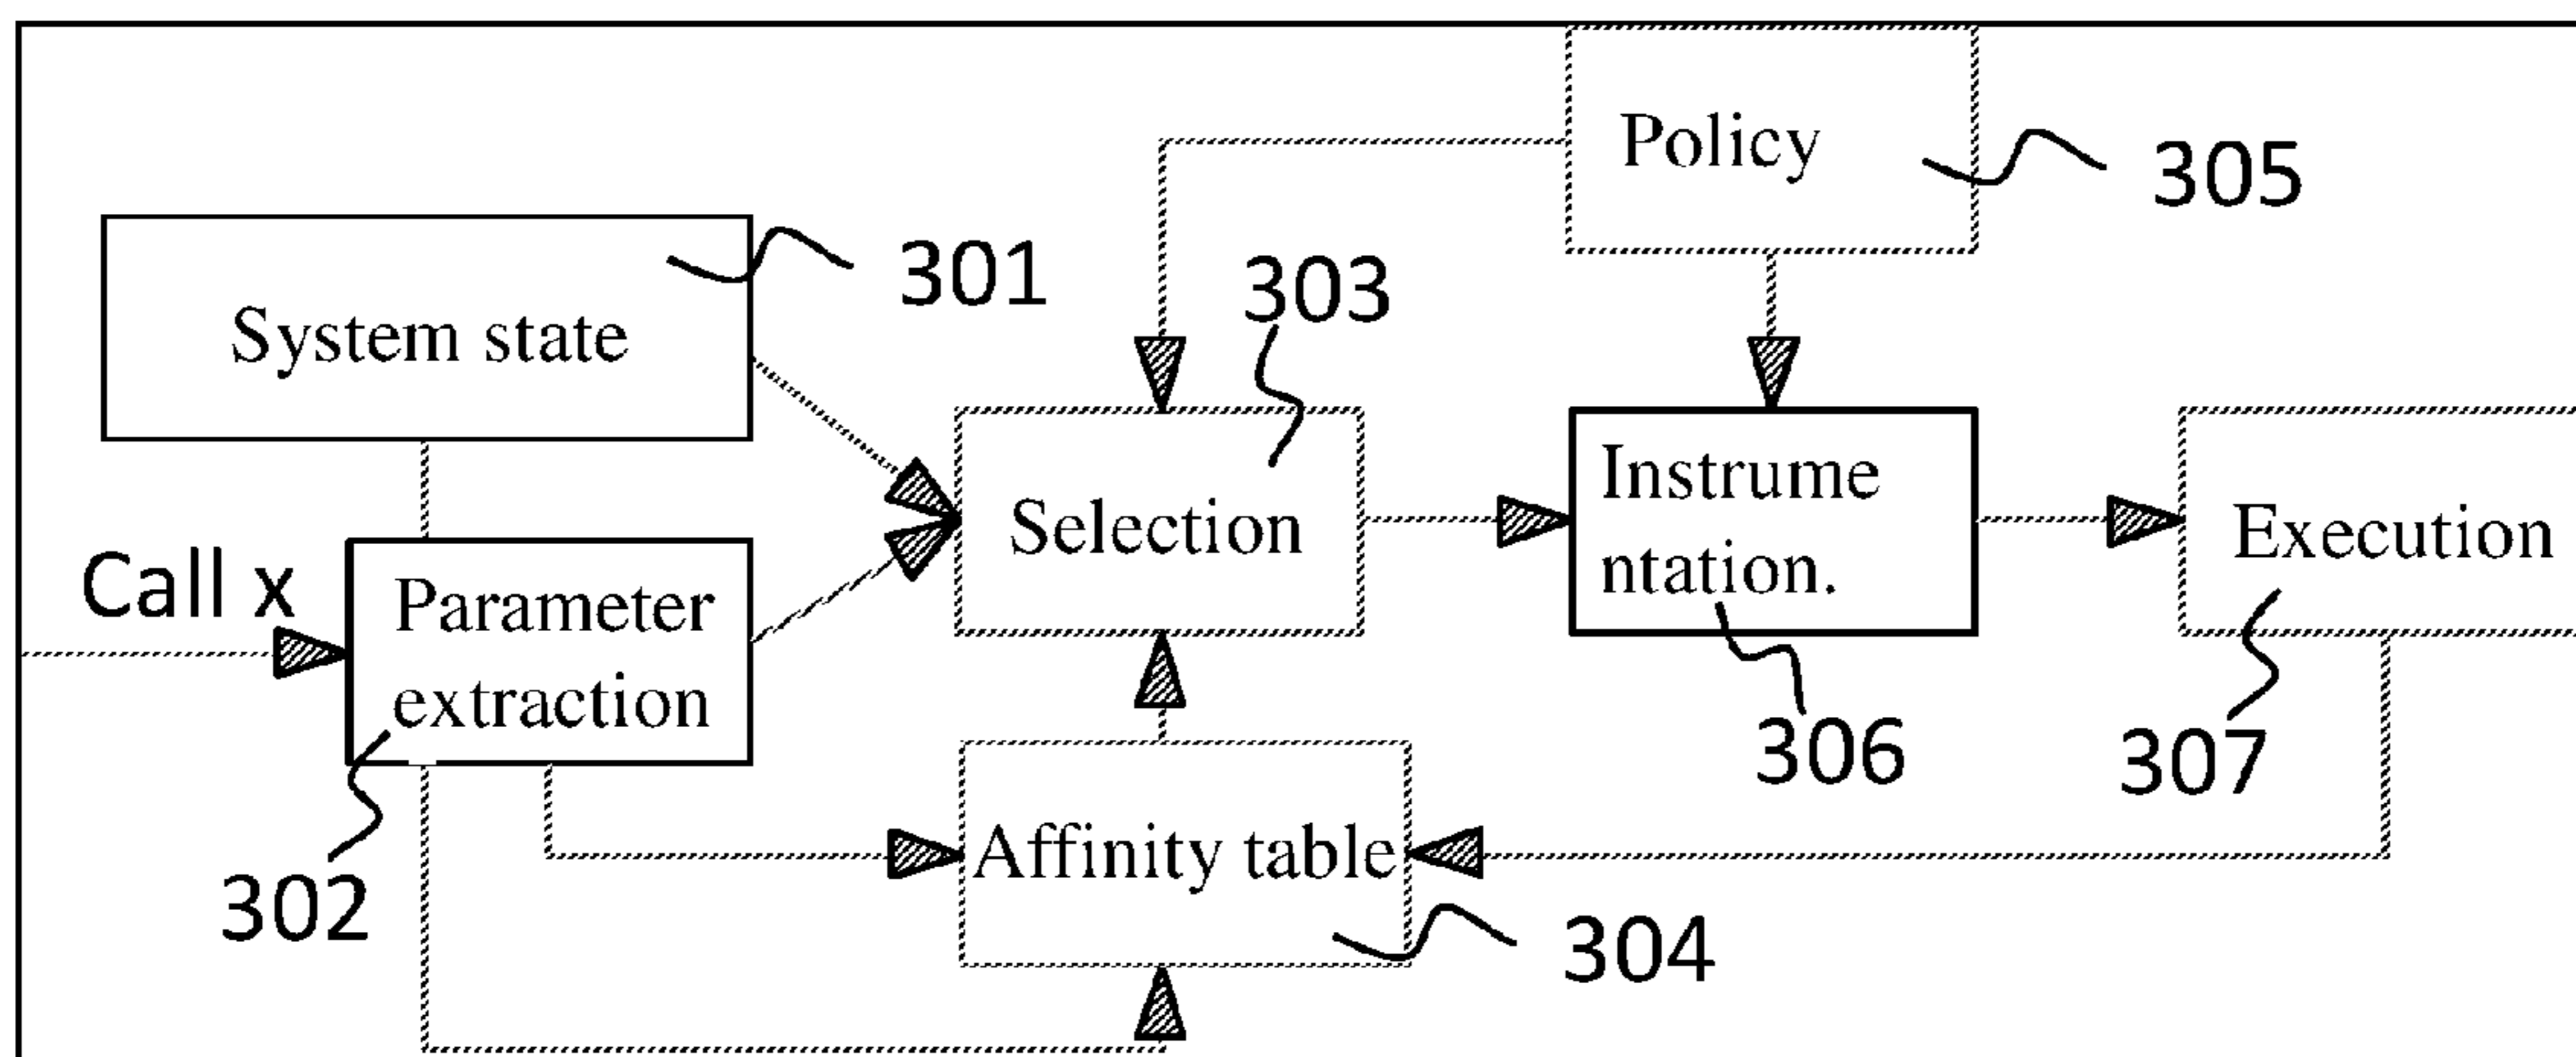 Policy
305
301
System state
303
Instrume
ntation.
Selection
Execution
Call x
Parameter
extraction
306
307
Affinity table
302
304